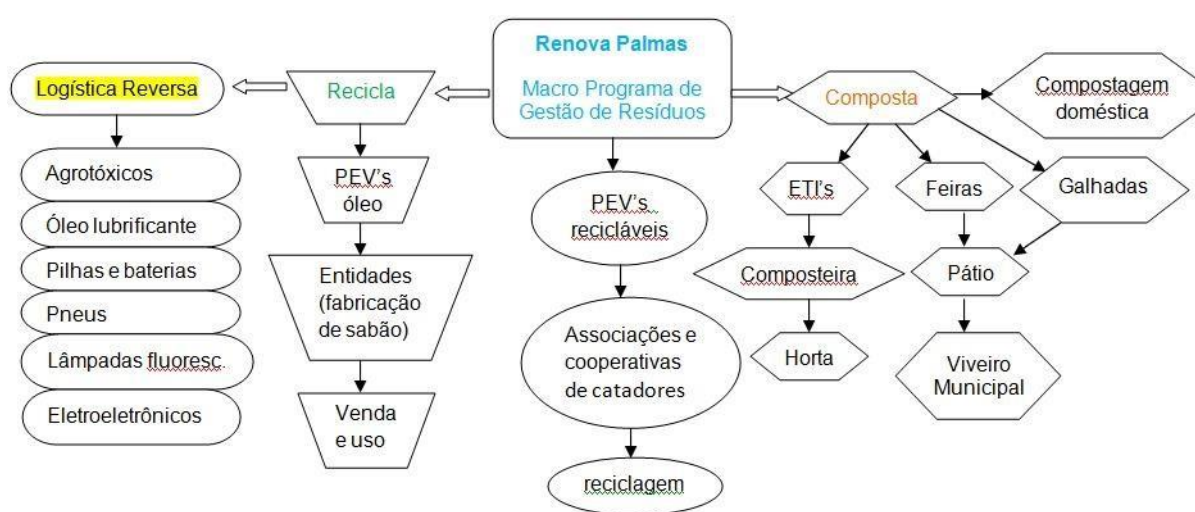 Renova Palmas
Macro Programa de
Gestão de Resíduos
Logística Reversa
Agrotóxicos
Óleo lubrificante
Pilhas e baterias
Pneus
Lâmpadas fluoresc.
Eletroeletrônicos
Recicla
PEV's
óleo
Entidades
(fabricação
de sabão)
Venda
e uso
PEV's
recicláveis
Associações e
cooperativas
de catadores
reciclagem
Composta
Compostagem
doméstica
ETI's
Feiras
Galhadas
Composteira
Pátio
Horta
Viveiro
Municipal